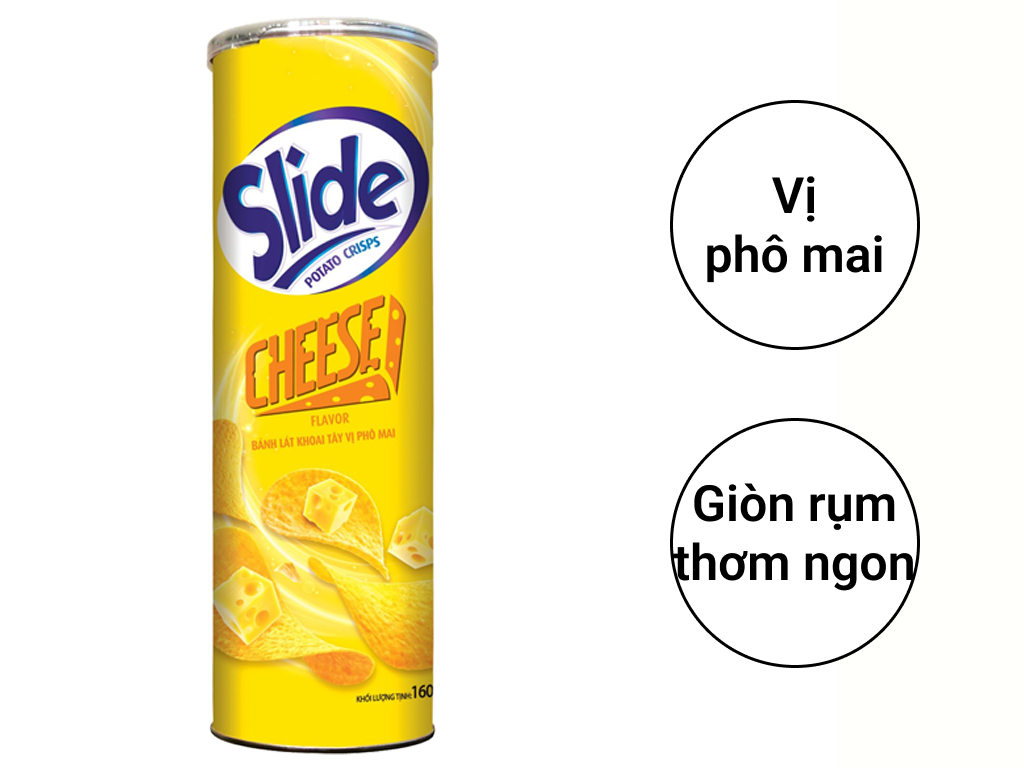 Slide
POTATO CRISPS
CHEESE
FLAVOR
BÁNH LÁT KHOAI TÂY VỊ PHÔ MAI
KHỐI LƯỢNG TỊNH: 160
Vị
phô mai
Giòn rụm
thơm ngon